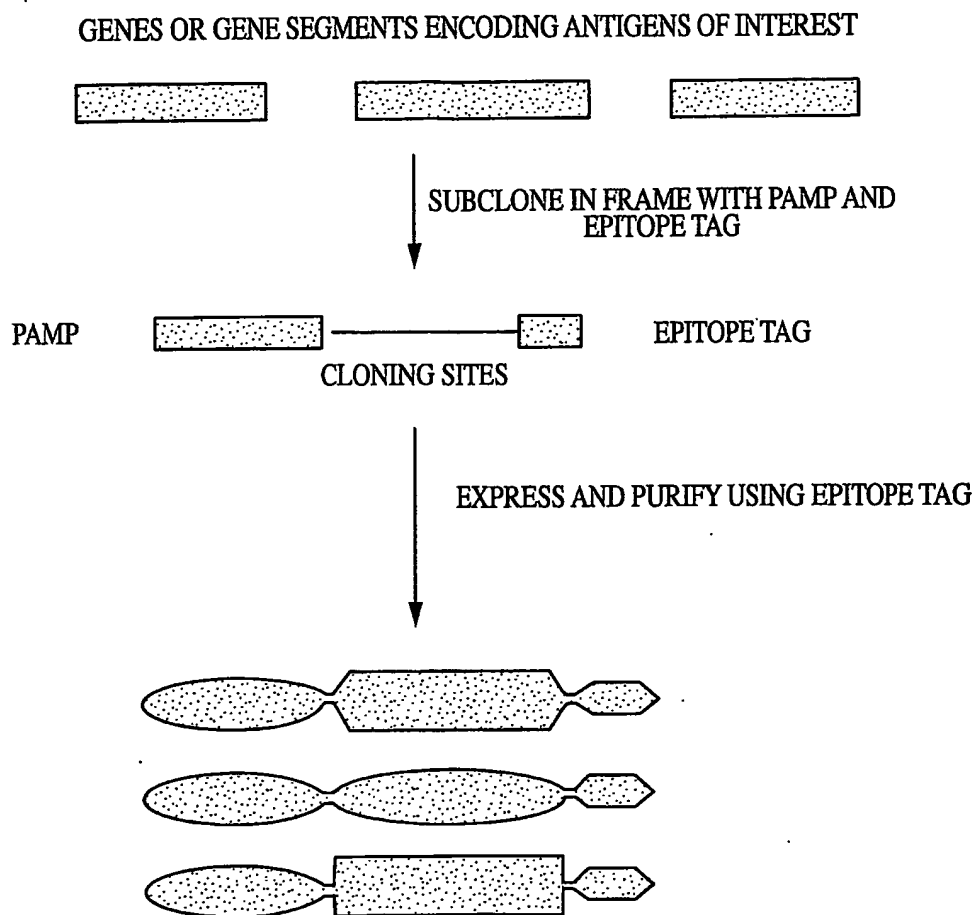 GENES OR GENE SEGMENTS ENCODING ANTIGENS OF INTEREST
SUBCLONE IN FRAME WITH PAMP AND
EPITOPE TAG
PAMP
EPITOPE TAG
CLONING SITES
EXPRESS AND PURIFY USING EPITOPE TAG